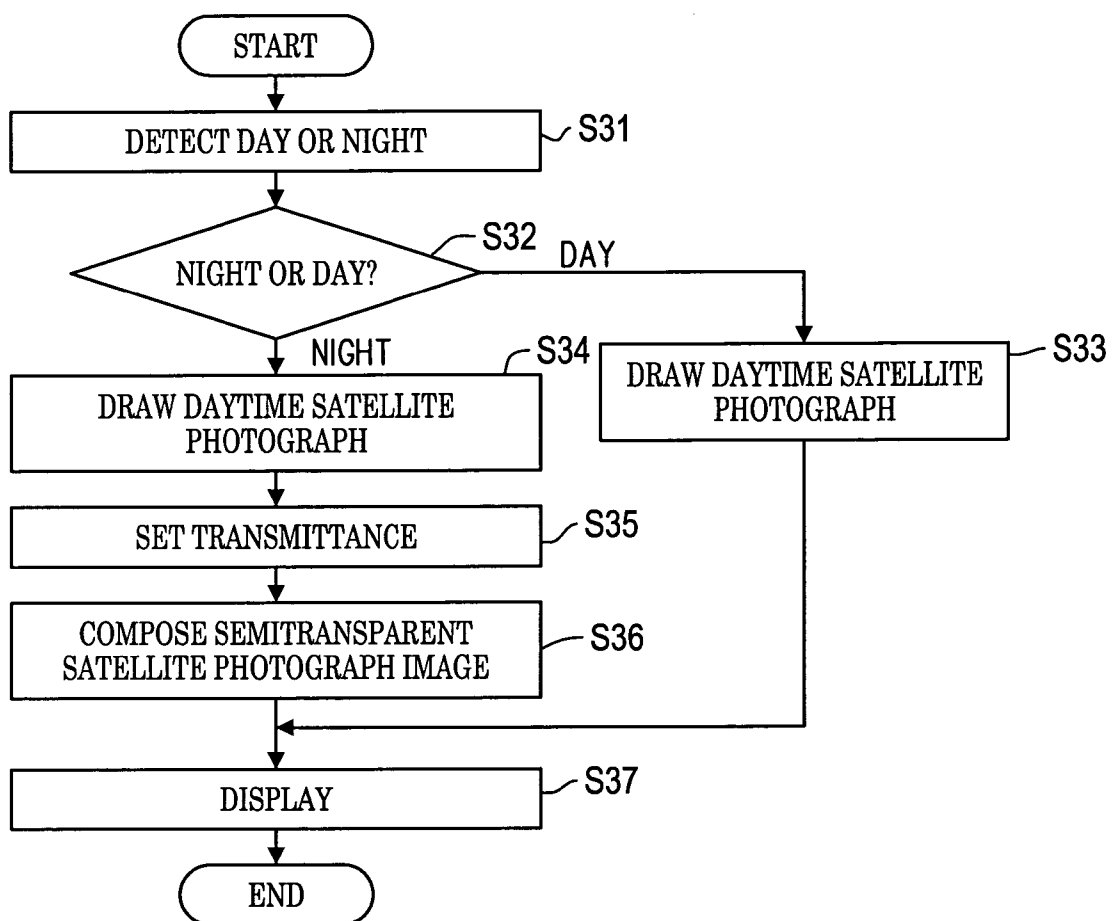 START
DETECT DAY OR NIGHT
S31
S32
NIGHT OR DAY?
DAY
NIGHT
S34
DRAW DAYTIME SATELLITE
PHOTOGRAPH
S33
DRAW DAYTIME SATELLITE
PHOTOGRAPH
SET TRANSMITTANCE
S35
COMPOSE SEMITRANSPARENT
SATELLITE PHOTOGRAPH IMAGE
S36
DISPLAY
S37
END